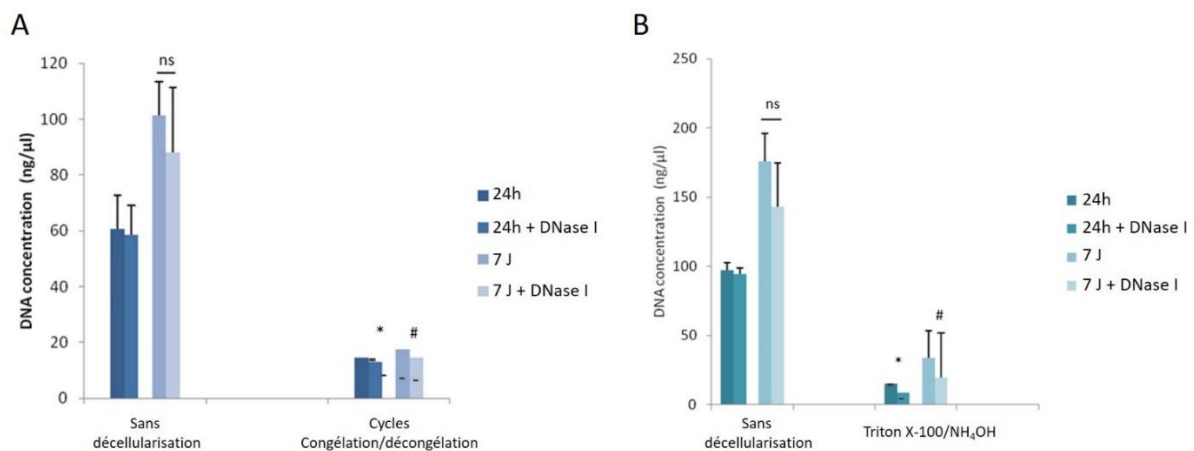 A
DNA concentration (ng/µl)
120
100
80
60
40
20
0
ns
*
#
Sans
décellularisation
Cycles
Congélation/décongélation
24h
24h + DNase I
7 J
7 J + DNase I
B
DNA concentration (ng/µl)
250
200
150
100
50
0
ns
*
#
Sans
décellularisation
Triton X-100/NH₄OH
24h
24h + DNase I
7 J
7 J + DNase I